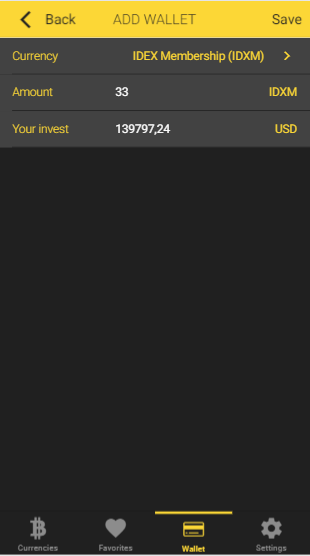 Back ADD WALLET Save
Currency IDEX Membership (IDXM)
Amount 33 IDXM
Your invest 139797,24 USD
Currencies Favorites Wallet Settings